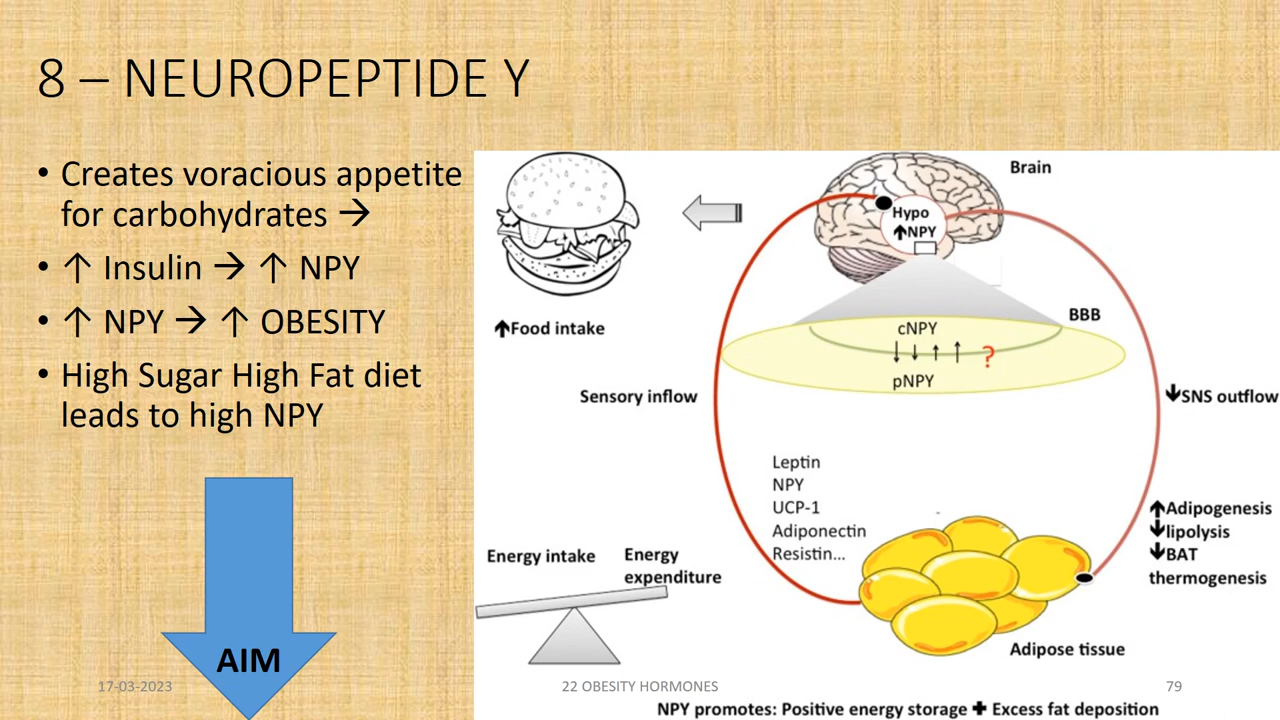 8 – NEUROPEPTIDE Y
• Creates voracious appetite
for carbohydrates →
• ↑ Insulin → ↑ NPY
• ↑ NPY → ↑ OBESITY
• High Sugar High Fat diet
leads to high NPY
AIM
Brain
Hypo
↑NPY
↑Food intake
BBB
cNPY
↓ ↓ ↑ ↑ ?
pNPY
Sensory inflow
↓SNS outflow
Leptin
NPY
UCP-1
Adiponectin
Resistin...
↑Adipogenesis
↓lipolysis
↓BAT
thermogenesis
Energy intake
Energy
expenditure
Adipose tissue
17-03-2023
22 OBESITY HORMONES
79
NPY promotes: Positive energy storage + Excess fat deposition